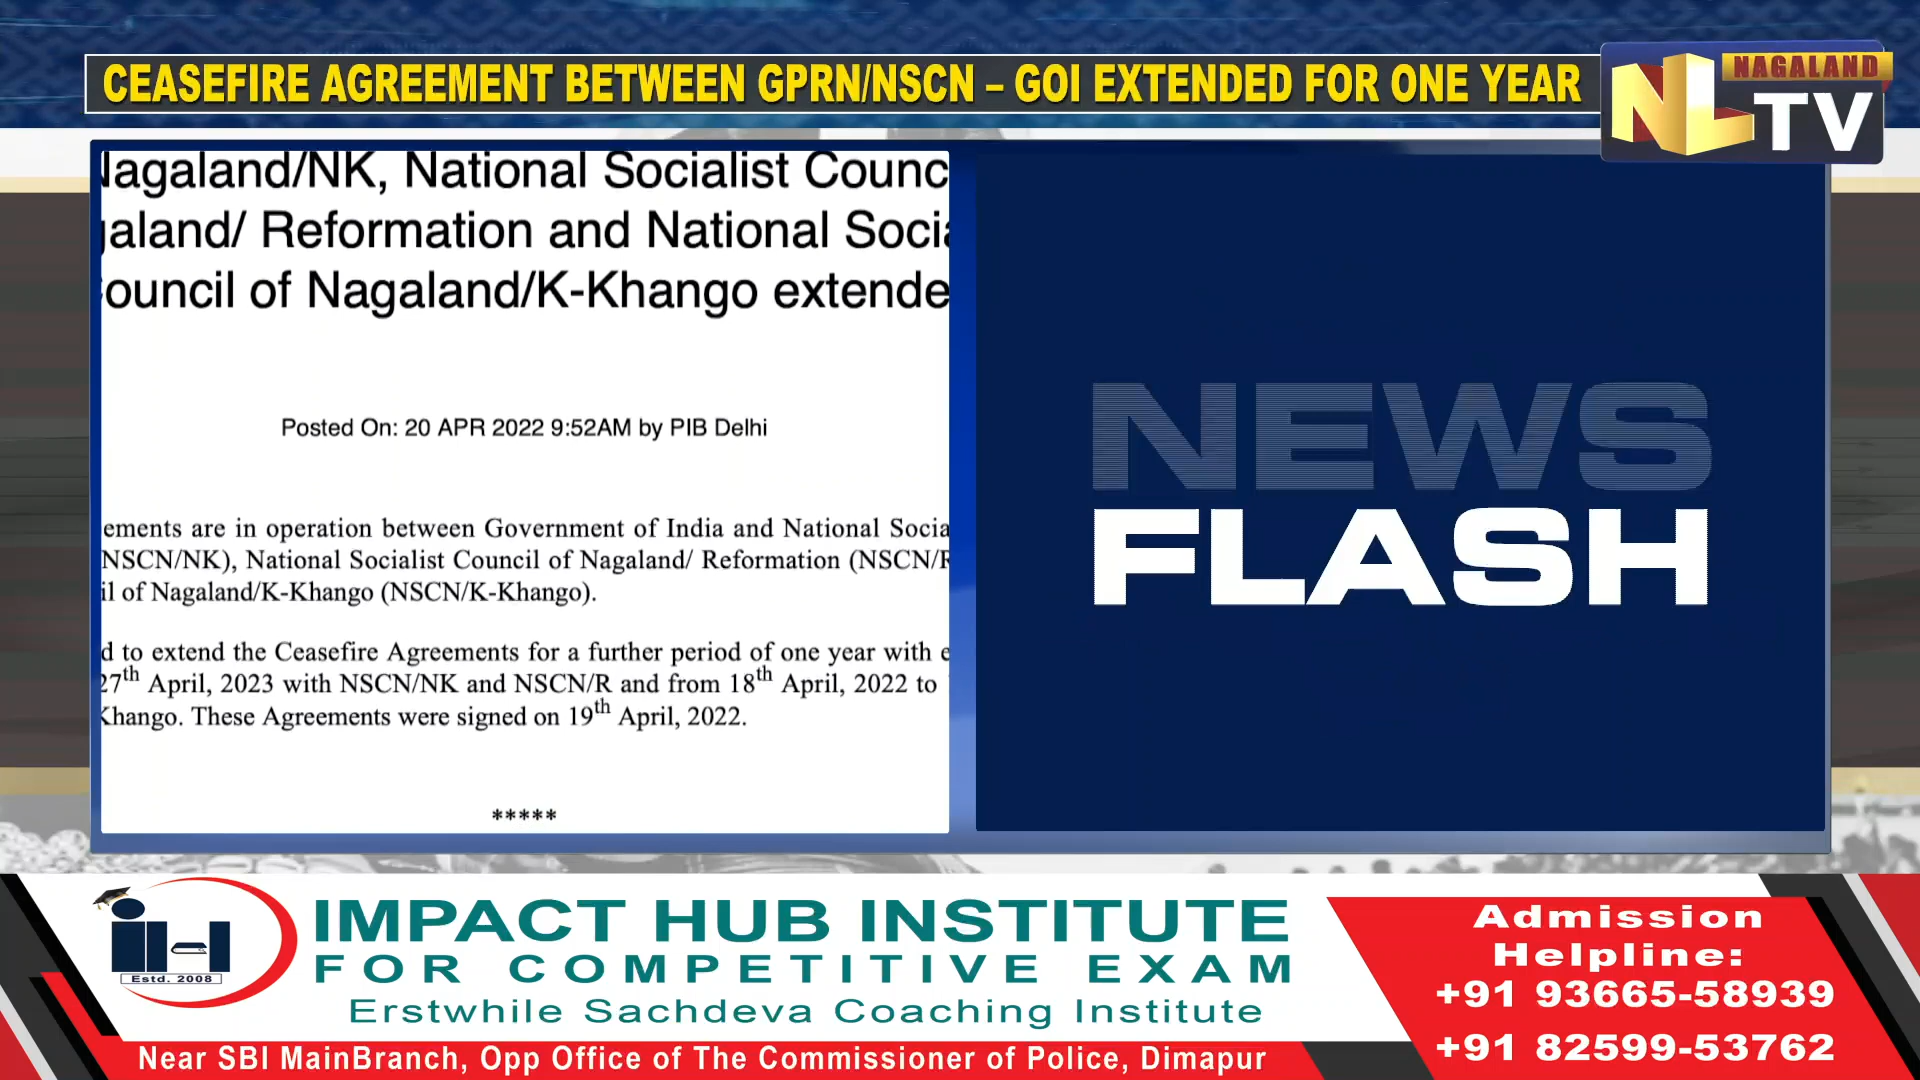 CEASEFIRE AGREEMENT BETWEEN GPRN/NSCN – GOI EXTENDED FOR ONE YEAR
NAGALAND
NL TV
Nagaland/NK, National Socialist Counc
galand/ Reformation and National Socia
ouncil of Nagaland/K-Khango extende
Posted On: 20 APR 2022 9:52AM by PIB Delhi
ements are in operation between Government of India and National Socia
(NSCN/NK), National Socialist Council of Nagaland/ Reformation (NSCN/R
il of Nagaland/K-Khango (NSCN/K-Khango).
d to extend the Ceasefire Agreements for a further period of one year with e
27th April, 2023 with NSCN/NK and NSCN/R and from 18th April, 2022 to
Khango. These Agreements were signed on 19th April, 2022.
*****
NEWS
FLASH
iH
Estd. 2008
IMPACT HUB INSTITUTE
FOR COMPETITIVE EXAM
Erstwhile Sachdeva Coaching Institute
Near SBI MainBranch, Opp Office of The Commissioner of Police, Dimapur
Admission
Helpline:
+91 93665-58939
+91 82599-53762